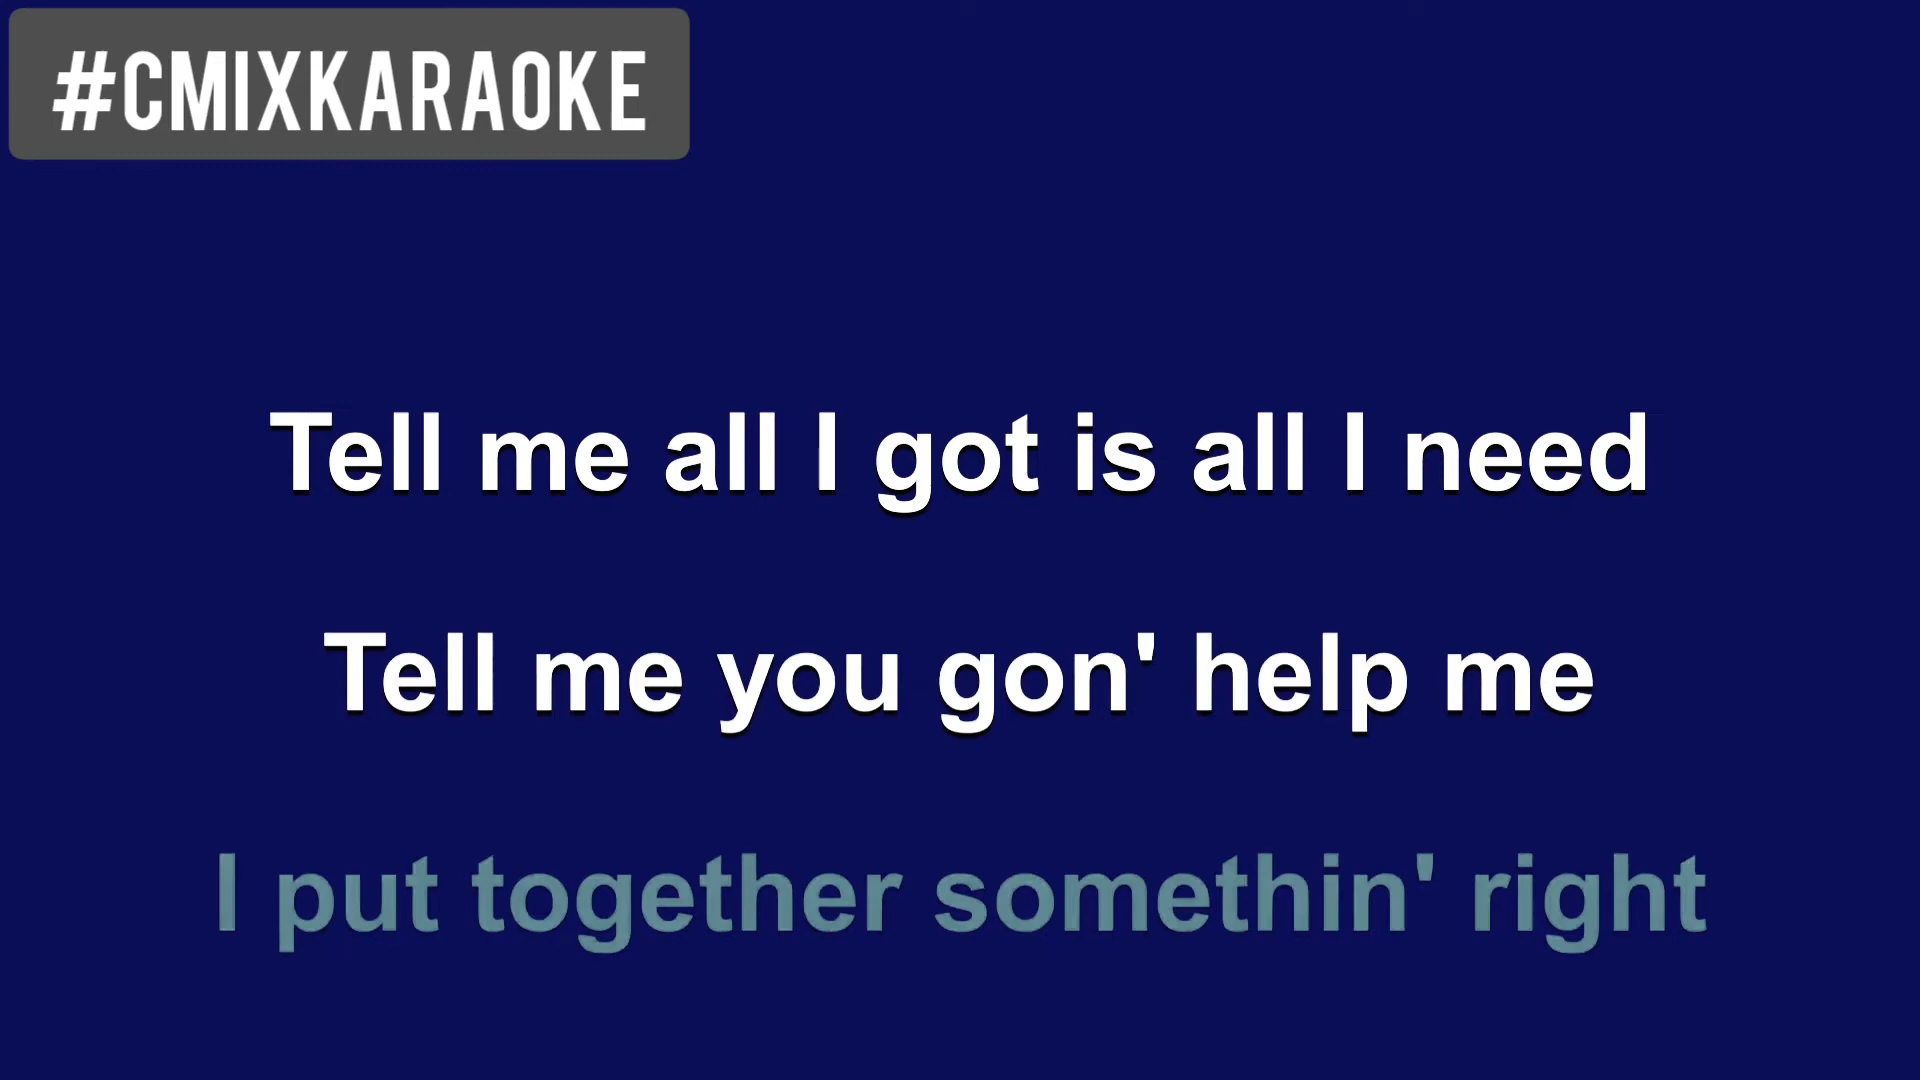 #CMIXKARAOKE
Tell me all I got is all I need
Tell me you gon' help me
I put together somethin' right